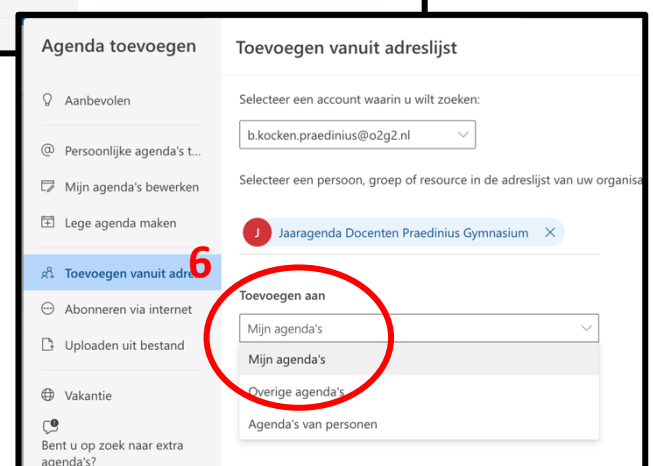 Agenda toevoegen
Aanbevolen
Persoonlijke agenda's t...
Mijn agenda's bewerken
Lege agenda maken
6
Toevoegen vanuit adre
Abonneren via internet
Uploaden uit bestand
Vakantie
Bent u op zoek naar extra
agenda's?
Toevoegen vanuit adreslijst
Selecteer een account waarin u wilt zoeken:
b.kocken.praedinius@o2g2.nl
Selecteer een persoon, groep of resource in de adreslijst van uw organisa
J Jaaragenda Docenten Praedinius Gymnasium
Toevoegen aan
Mijn agenda's
Mijn agenda's
Overige agenda's
Agenda's van personen